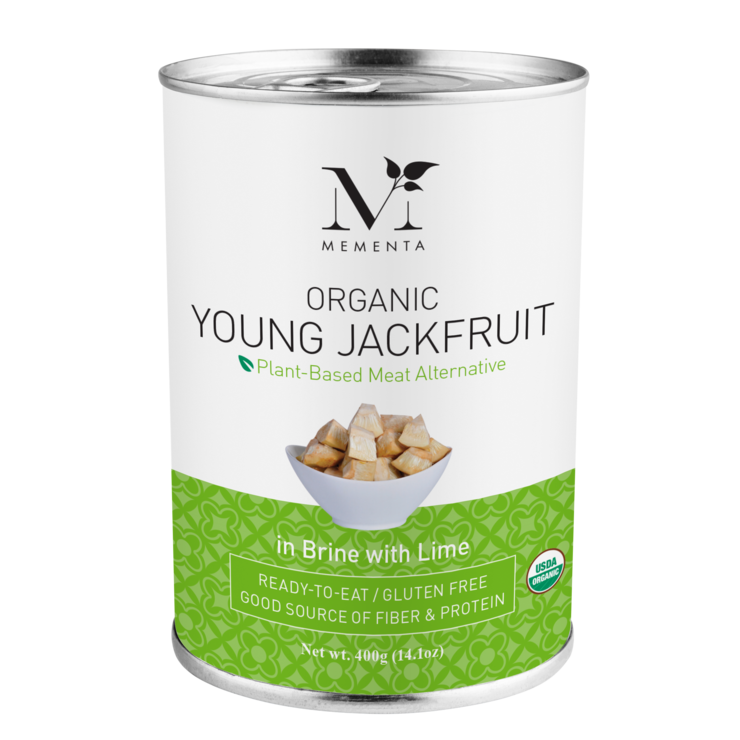 MEMENTA
ORGANIC
YOUNG JACKFRUIT
Plant-Based Meat Alternative
in Brine with Lime
USDA
ORGANIC
READY-TO-EAT / GLUTEN FREE
GOOD SOURCE OF FIBER & PROTEIN
Net wt. 400g (14.1oz)